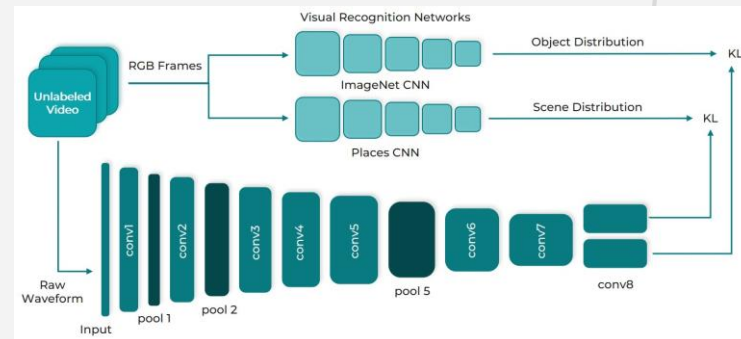 Visual Recognition Networks
Unlabeled
Video
RGB Frames
ImageNet CNN
Object Distribution
KL
Places CNN
Scene Distribution
KL
Raw
Waveform
Input
conv1
pool 1
conv2
pool 2
conv3
conv4
conv5
pool 5
conv6
conv7
conv8